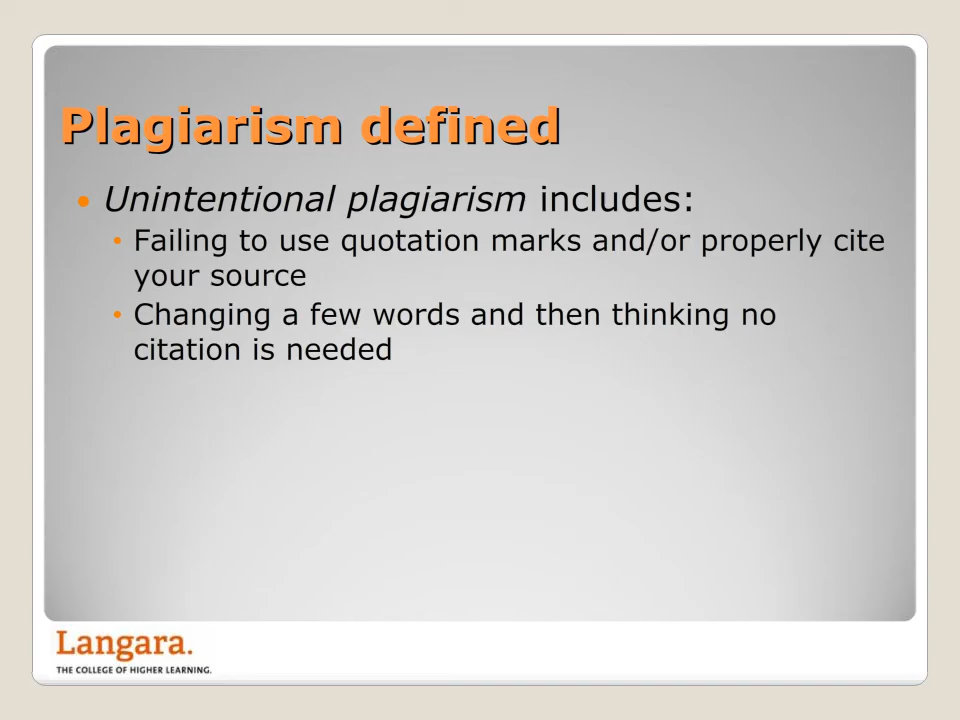 Plagiarism defined
• Unintentional plagiarism includes:
• Failing to use quotation marks and/or properly cite
your source
• Changing a few words and then thinking no
citation is needed
Langara.
THE COLLEGE OF HIGHER LEARNING.